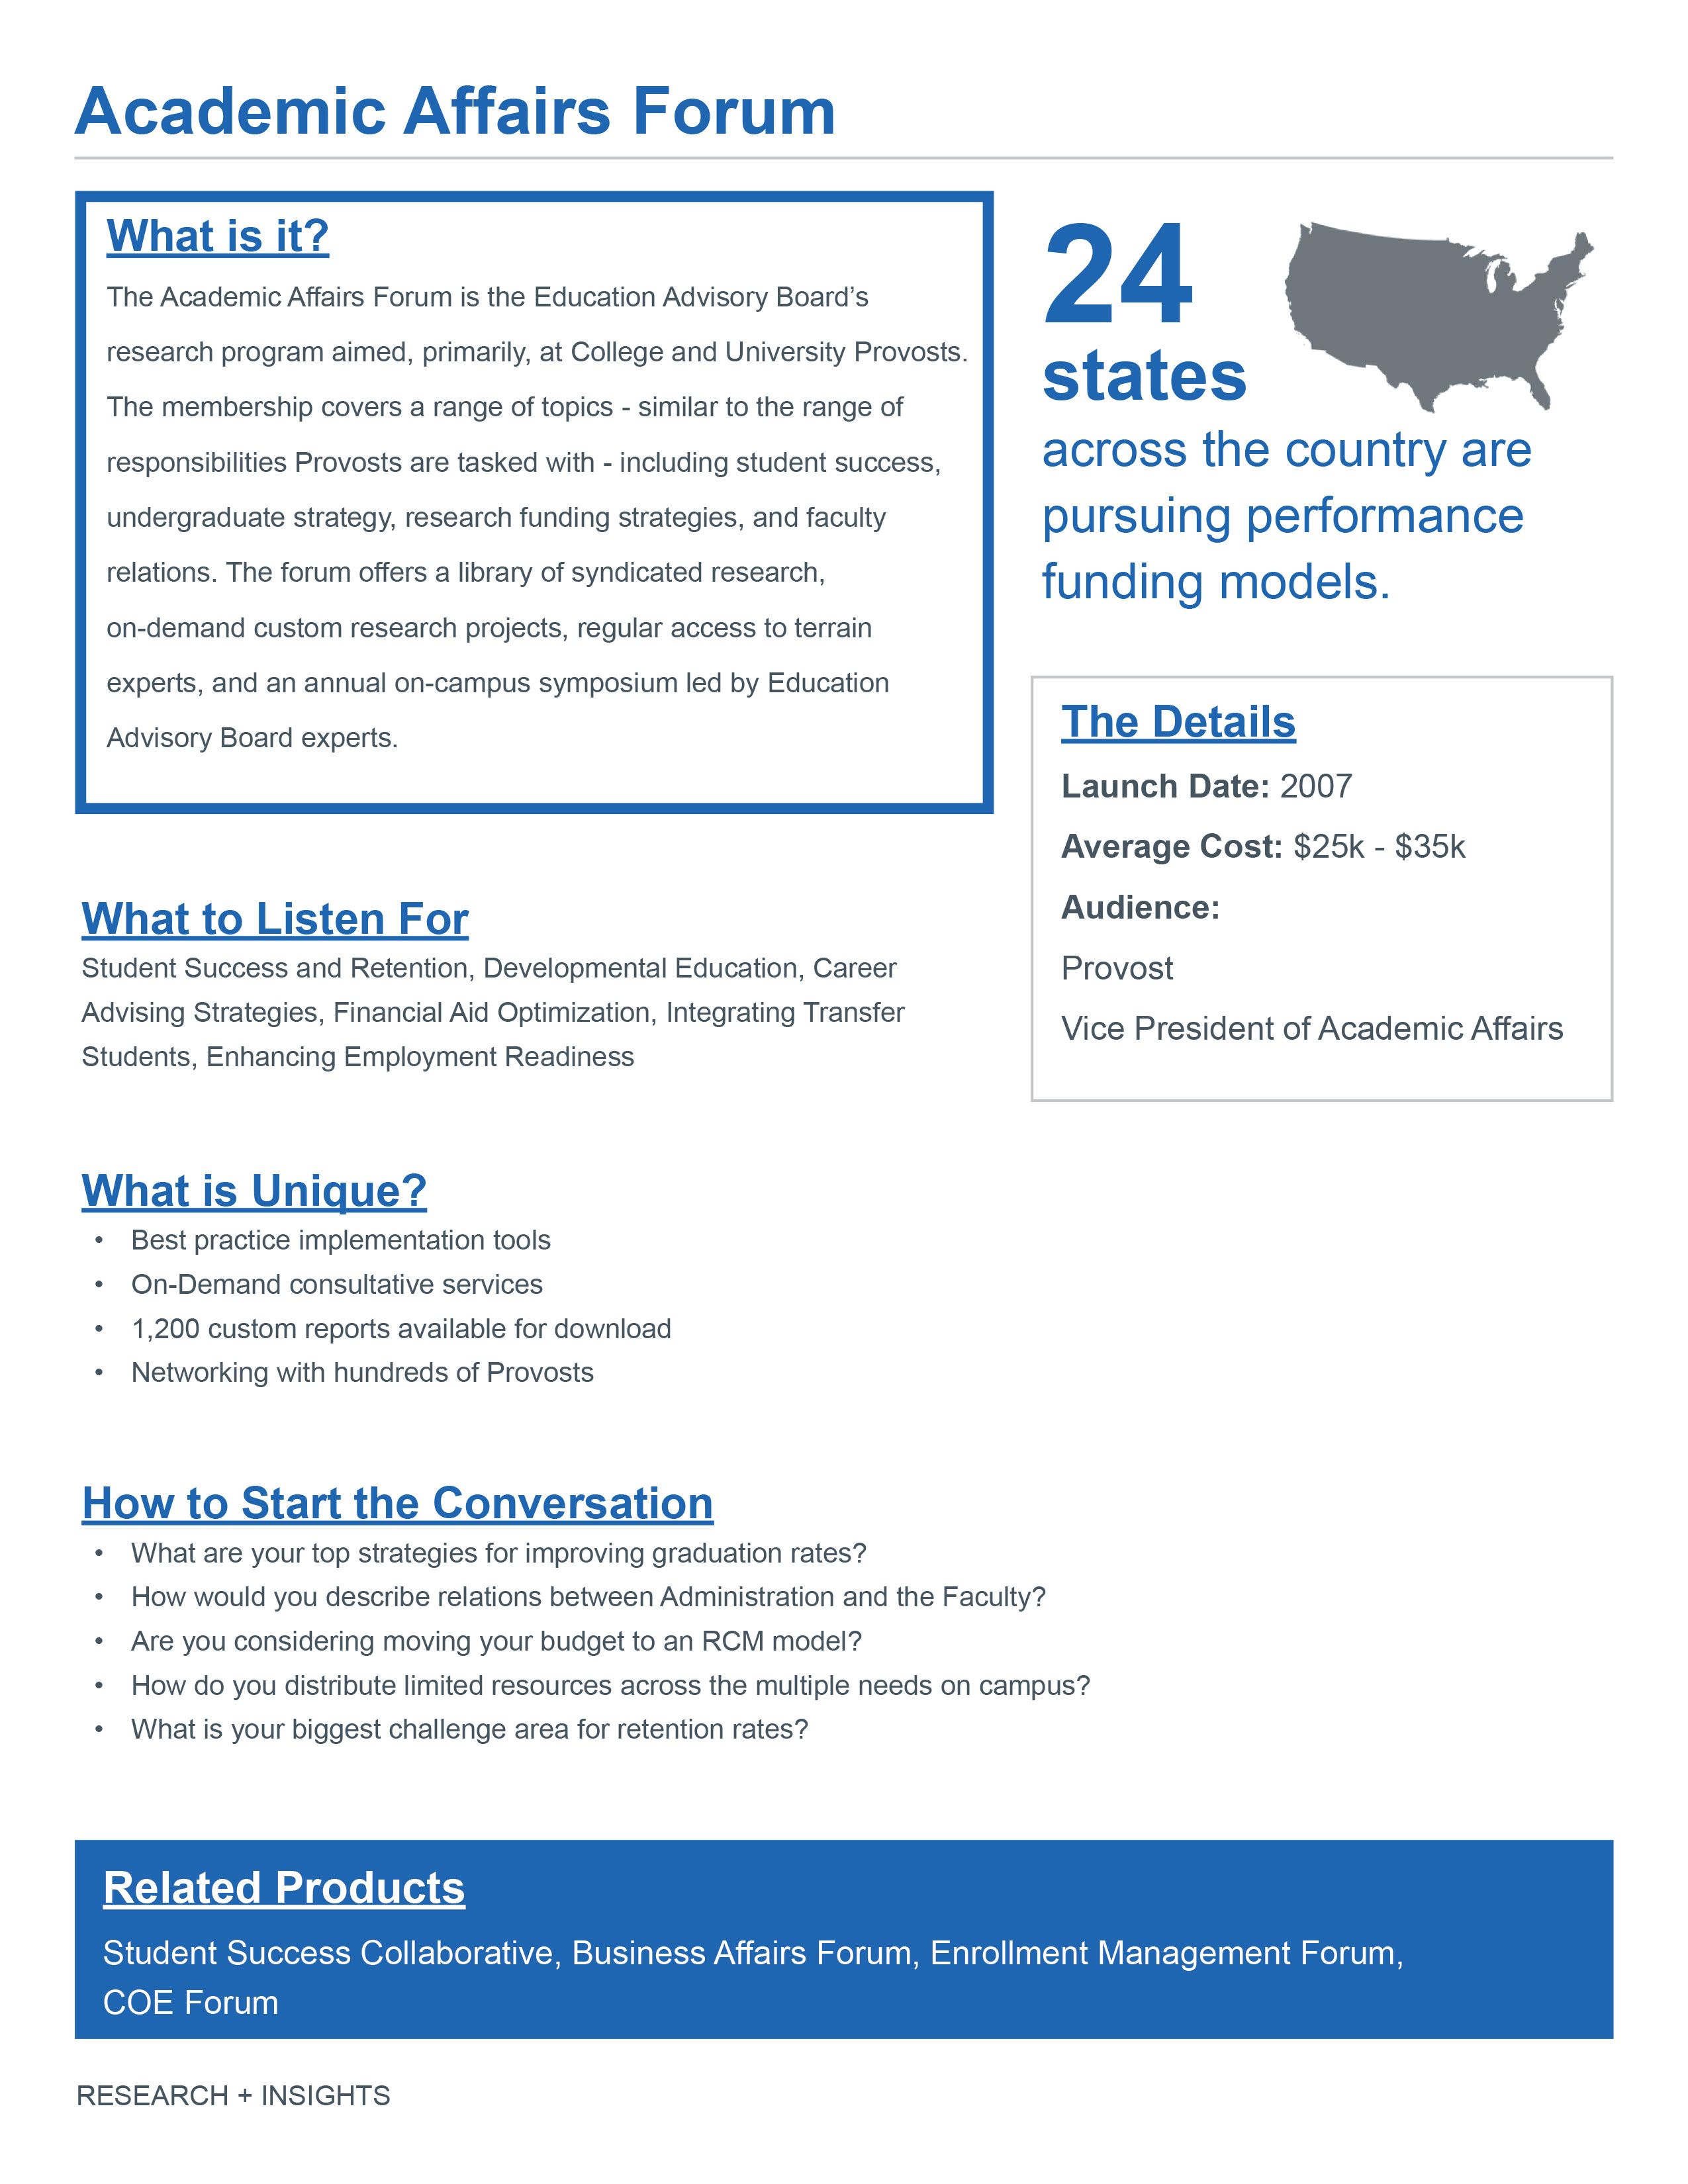 Academic Affairs Forum
What is it?
The Academic Affairs Forum is the Education Advisory Board’s
research program aimed, primarily, at College and University Provosts.
The membership covers a range of topics - similar to the range of
responsibilities Provosts are tasked with - including student success,
undergraduate strategy, research funding strategies, and faculty
relations. The forum offers a library of syndicated research,
on-demand custom research projects, regular access to terrain
experts, and an annual on-campus symposium led by Education
Advisory Board experts.
24
states
across the country are
pursuing performance
funding models.
The Details
Launch Date: 2007
Average Cost: $25k - $35k
Audience:
Provost
Vice President of Academic Affairs
What to Listen For
Student Success and Retention, Developmental Education, Career
Advising Strategies, Financial Aid Optimization, Integrating Transfer
Students, Enhancing Employment Readiness
What is Unique?
• Best practice implementation tools
• On-Demand consultative services
• 1,200 custom reports available for download
• Networking with hundreds of Provosts
How to Start the Conversation
• What are your top strategies for improving graduation rates?
• How would you describe relations between Administration and the Faculty?
• Are you considering moving your budget to an RCM model?
• How do you distribute limited resources across the multiple needs on campus?
• What is your biggest challenge area for retention rates?
Related Products
Student Success Collaborative, Business Affairs Forum, Enrollment Management Forum,
COE Forum
RESEARCH + INSIGHTS